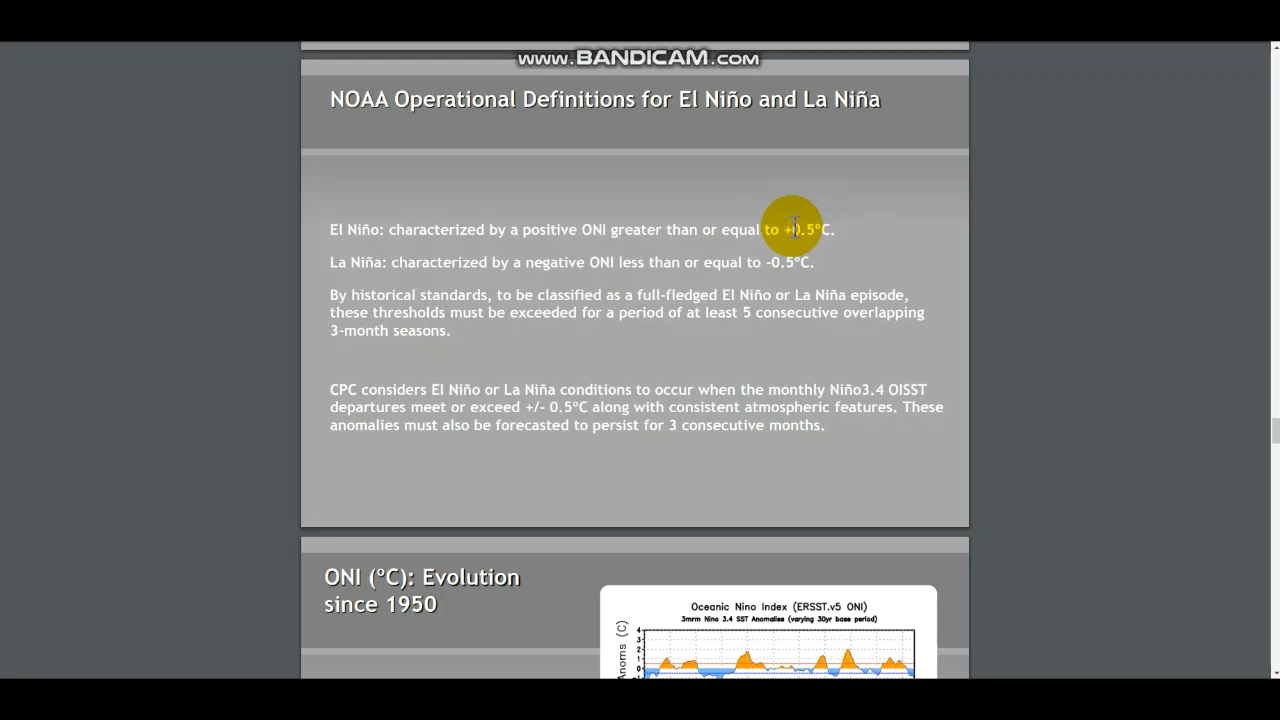 www.BANDICAM.com
NOAA Operational Definitions for El Niño and La Niña
El Niño: characterized by a positive ONI greater than or equal to +0.5ºC.
La Niña: characterized by a negative ONI less than or equal to -0.5ºC.
By historical standards, to be classified as a full-fledged El Niño or La Niña episode,
these thresholds must be exceeded for a period of at least 5 consecutive overlapping
3-month seasons.
CPC considers El Niño or La Niña conditions to occur when the monthly Niño3.4 OISST
departures meet or exceed +/- 0.5ºC along with consistent atmospheric features. These
anomalies must also be forecasted to persist for 3 consecutive months.
ONI (ºC): Evolution
since 1950
Oceanic Nino Index (ERSST.v5 ONI)
3mrm Nino 3.4 SST Anomalies (varying 30yr base period)
Anoms (C)
4
3
2
1
0